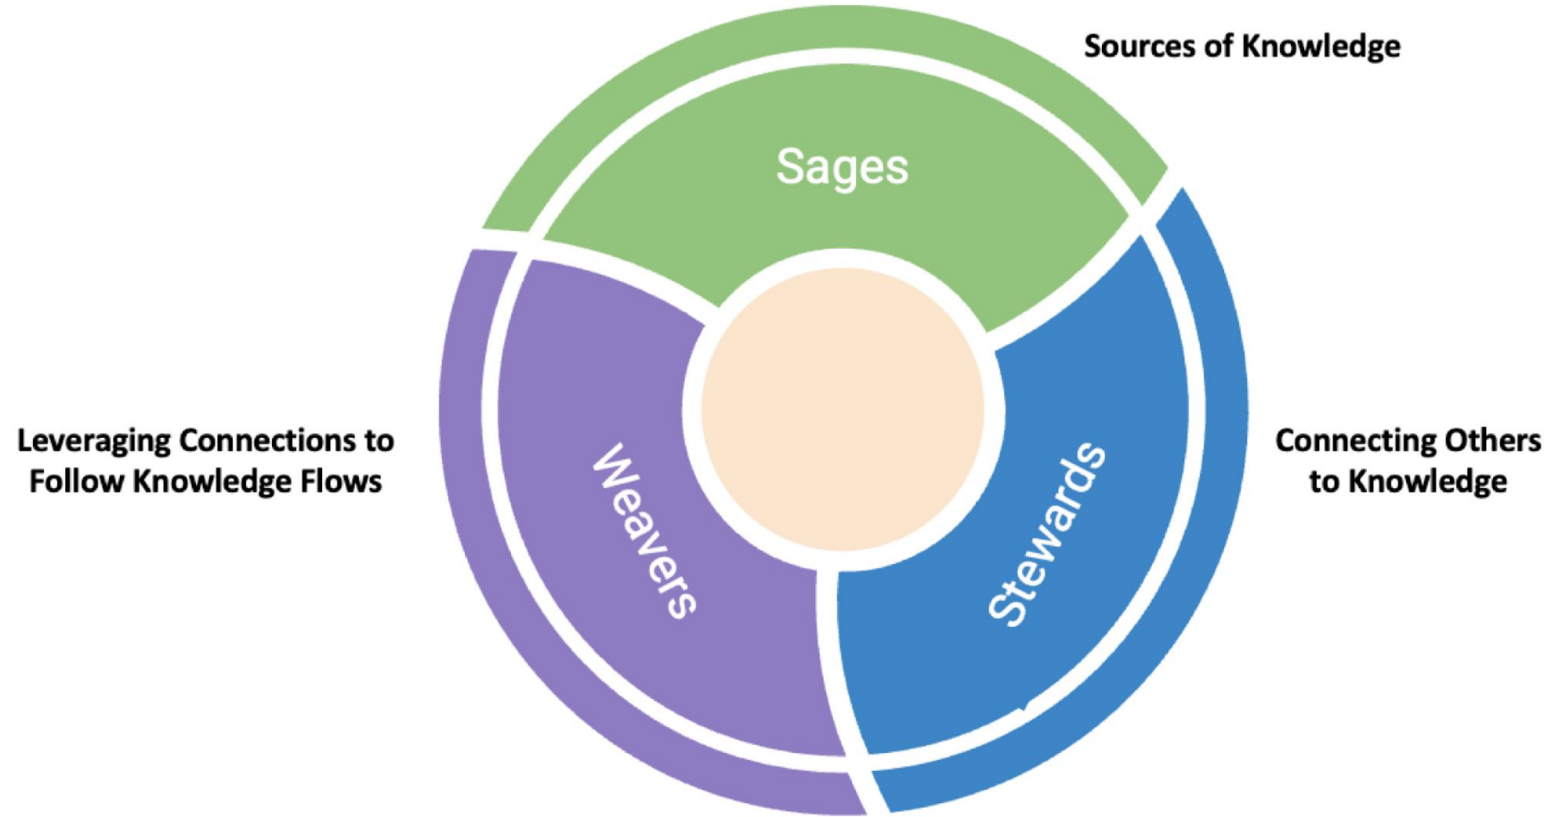 Sources of Knowledge
Sages
Leveraging Connections to
Follow Knowledge Flows
Weavers
Stewards
Connecting Others
to Knowledge